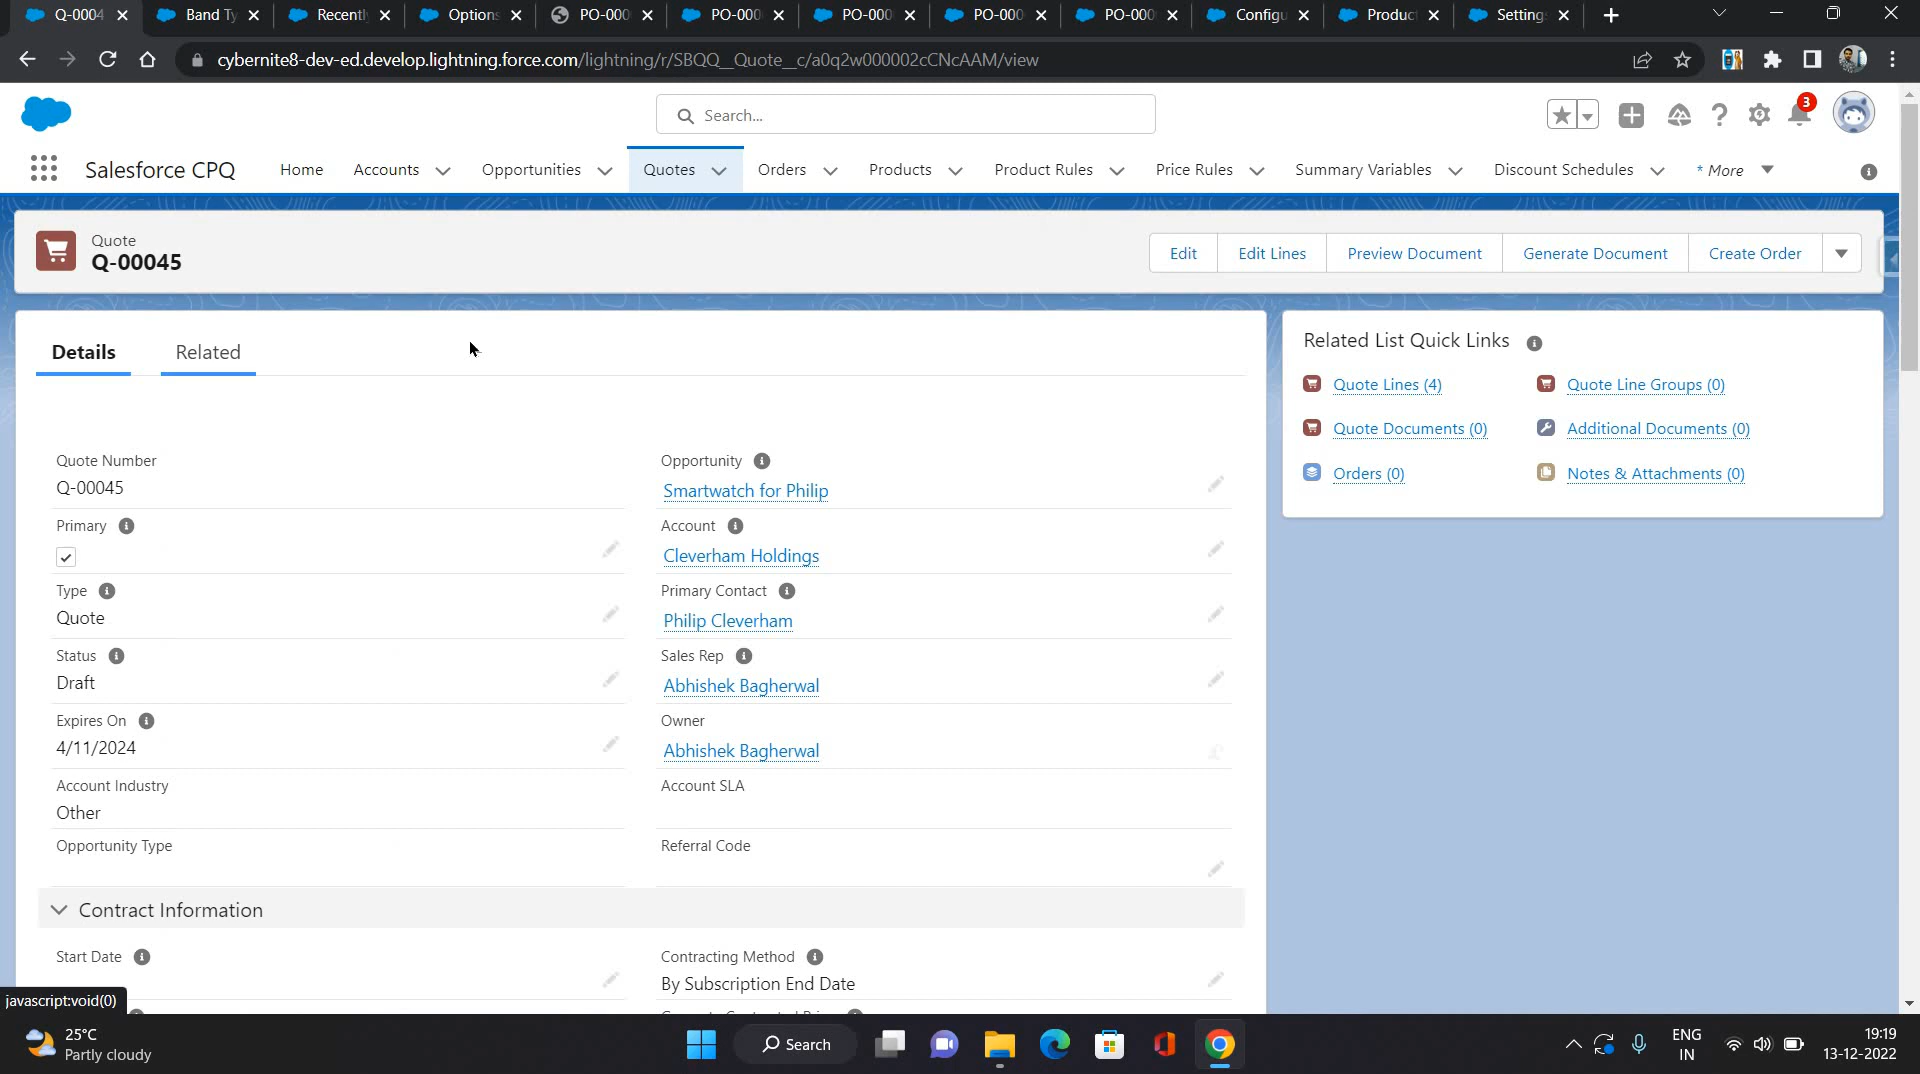 Q-0004
Band Ty
Recentl
Options
PO-000
PO-000
PO-000
PO-000
PO-000
Configu
Product
Setting
cybernite8-dev-ed.develop.lightning.force.com/lightning/r/SBQQ__Quote__c/a0q2w000002cCNcAAM/view
Search...
3
Salesforce CPQ
Home
Accounts
Opportunities
Quotes
Orders
Products
Product Rules
Price Rules
Summary Variables
Discount Schedules
* More
Quote
Q-00045
Edit
Edit Lines
Preview Document
Generate Document
Create Order
Details
Related
Quote Number
Q-00045
Opportunity
Smartwatch for Philip
Primary
Account
Cleverham Holdings
Type
Quote
Primary Contact
Philip Cleverham
Status
Draft
Sales Rep
Abhishek Bagherwal
Expires On
4/11/2024
Owner
Abhishek Bagherwal
Account Industry
Other
Account SLA
Opportunity Type
Referral Code
Contract Information
Start Date
Contracting Method
By Subscription End Date
Related List Quick Links
Quote Lines (4)
Quote Line Groups (0)
Quote Documents (0)
Additional Documents (0)
Orders (0)
Notes & Attachments (0)
javascript:void(0)
25°C
Partly cloudy
Search
ENG
IN
19:19
13-12-2022